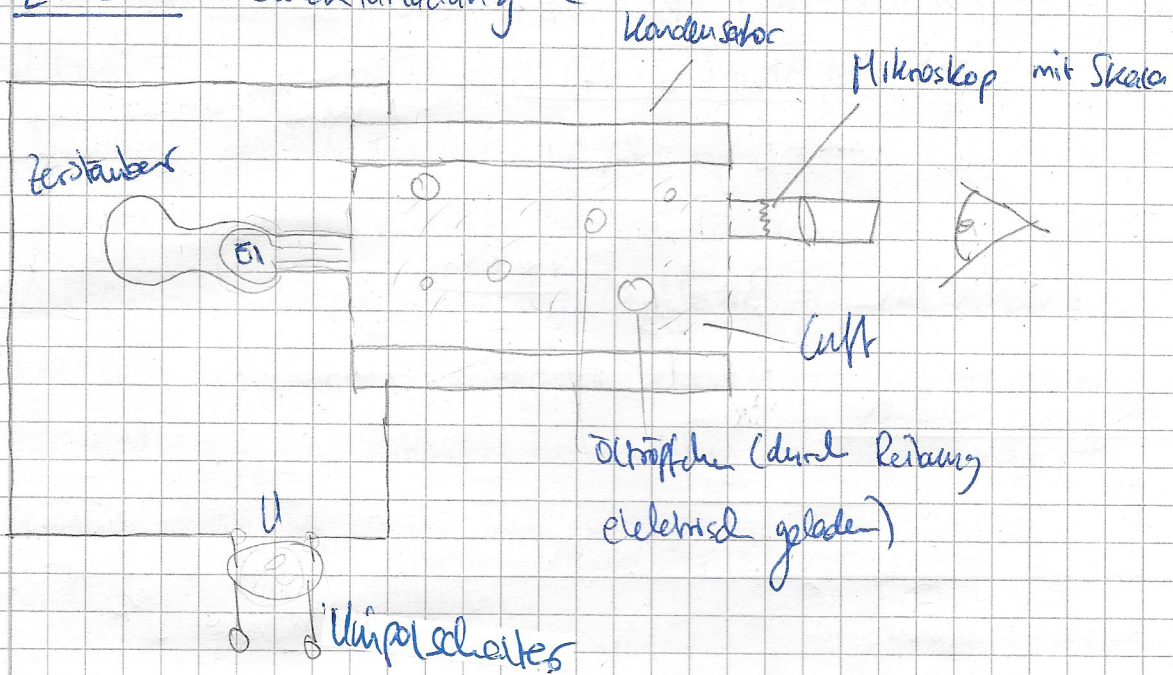 Kondensator
Mikroskop mit Skala
Zerstäuber
Öl
Luft
Öltröpfchen (durch Reibung
elektrisch geladen)
U
Umpolschalter